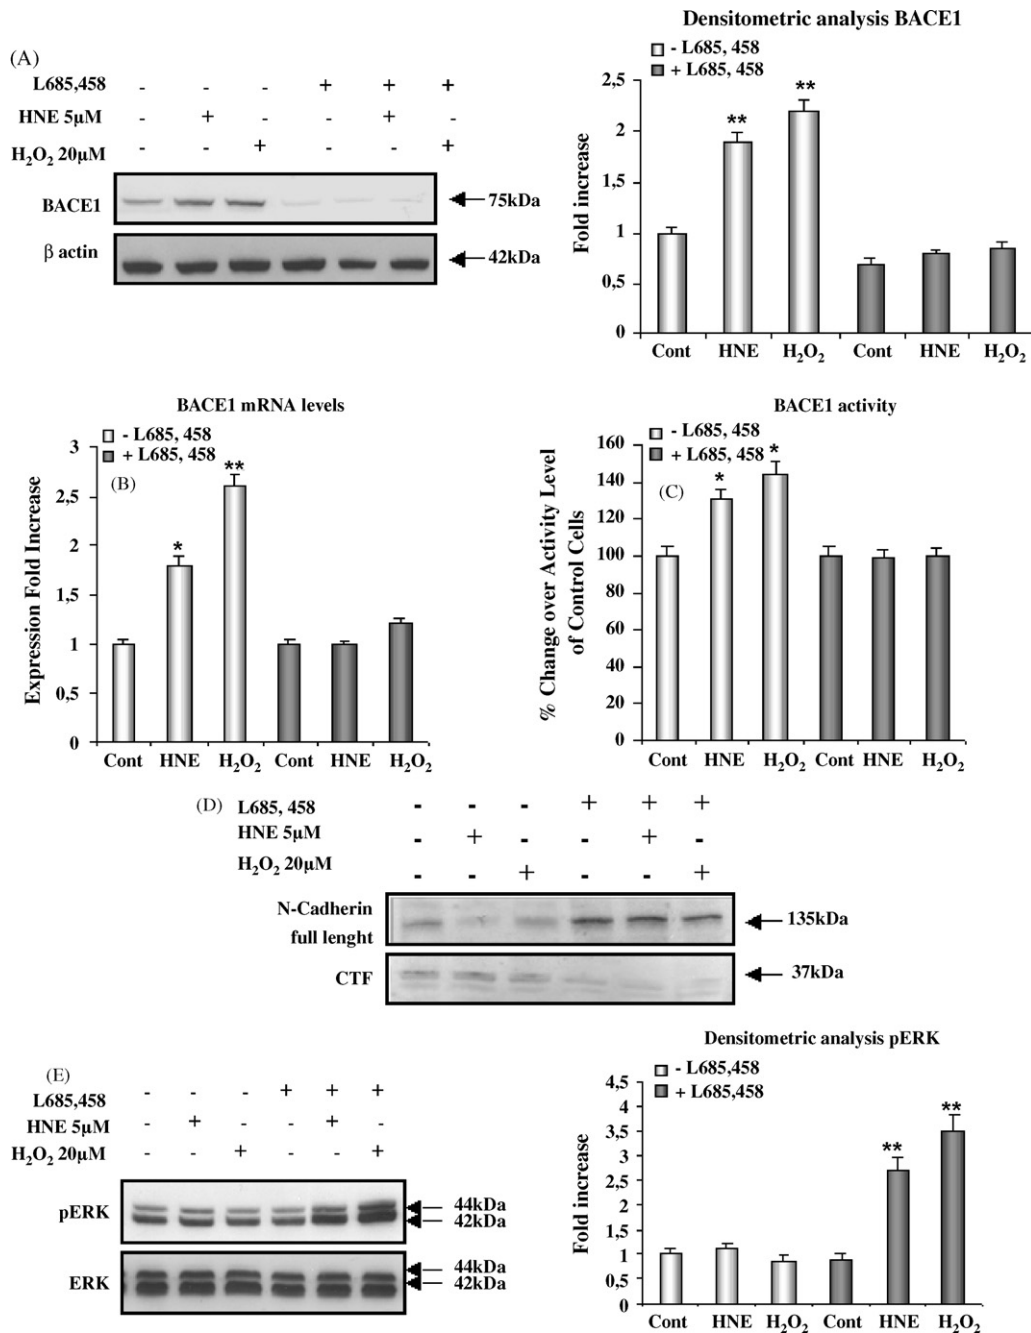 (A)
L685,458 - - - + + +
HNE 5µM - + - - + -
H2O2 20µM - - + - - +
BACE1
75kDa
β actin
42kDa
Densitometric analysis BACE1
- L685, 458
+ L685, 458
Fold increase
2,5
2
1,5
1
0,5
0
** **
Cont HNE H2O2 Cont HNE H2O2
BACE1 mRNA levels
- L685, 458
+ L685, 458
(B)
Expression Fold Increase
3
2,5
2
1,5
1
0,5
0
* **
Cont HNE H2O2 Cont HNE H2O2
BACE1 activity
- L685, 458
+ L685, 458
(C)
% Change over Activity Level
of Control Cells
160
140
120
100
80
60
40
20
0
* *
Cont HNE H2O2 Cont HNE H2O2
(D)
L685, 458 - - - + + +
HNE 5µM - + - - + -
H2O2 20µM - - + - - +
N-Cadherin
full lenght
135kDa
CTF
37kDa
(E)
L685,458 - - - + + +
HNE 5µM - + - - + -
H2O2 20µM - - + - - +
pERK
44kDa
42kDa
ERK
44kDa
42kDa
Densitometric analysis pERK
- L685,458
+ L685,458
Fold increase
4,5
4
3,5
3
2,5
2
1,5
1
0,5
0
** **
Cont HNE H2O2 Cont HNE H2O2